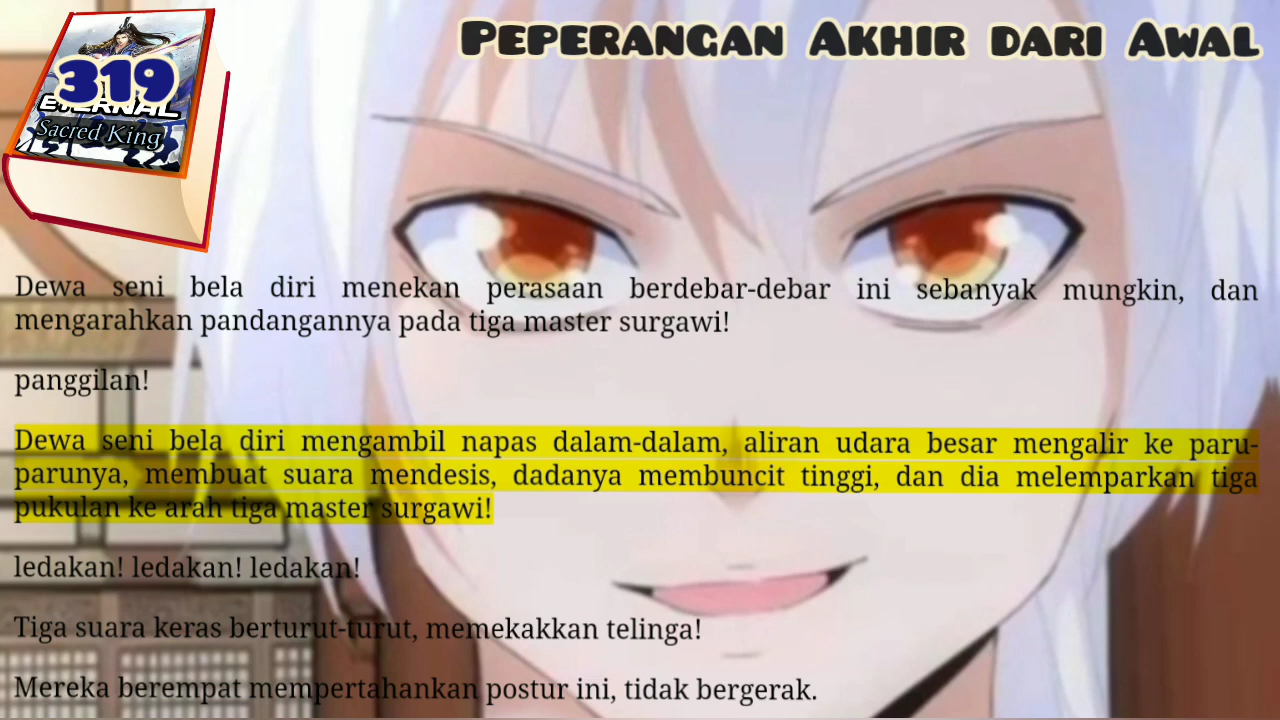 Peperangan Akhir dari Awal
319
ETERNAL
Sacred King
Dewa seni bela diri menekan perasaan berdebar-debar ini sebanyak mungkin, dan
mengarahkan pandangannya pada tiga master surgawi!
panggilan!
Dewa seni bela diri mengambil napas dalam-dalam, aliran udara besar mengalir ke paru-
parunya, membuat suara mendesis, dadanya membuncit tinggi, dan dia melemparkan tiga
pukulan ke arah tiga master surgawi!
ledakan! ledakan! ledakan!
Tiga suara keras berturut-turut, memekakkan telinga!
Mereka berempat mempertahankan postur ini, tidak bergerak.